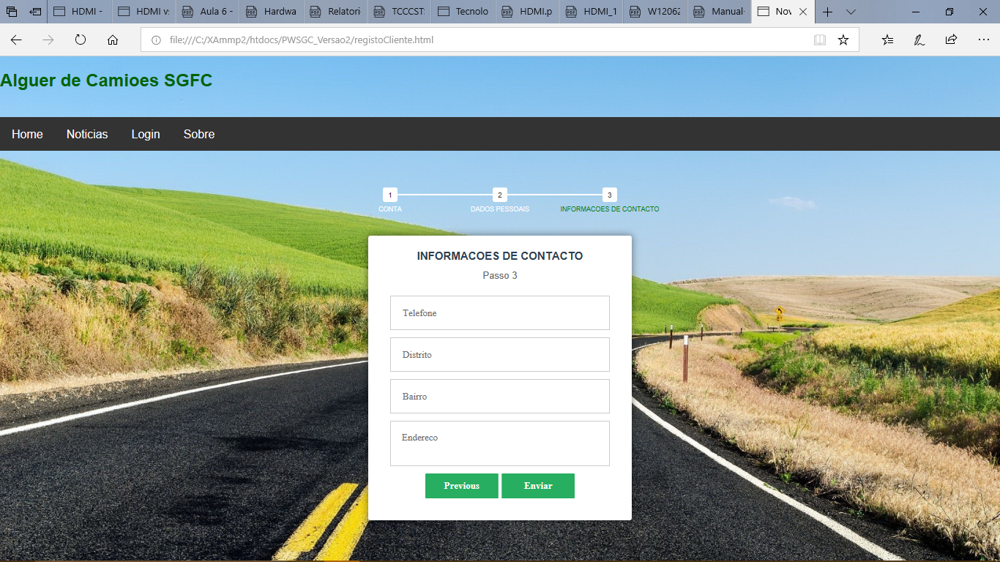 HDMI -
HDMI v
Aula 6 -
Hardwa
Relatori
TCCCST
Tecnolo
HDMI.p
HDMI_1
W12062
Manual
Nov
file:///C:/XAmmp2/htdocs/PWSGC_Versao2/registoCliente.html
Alguer de Camioes SGFC
Home Noticias Login Sobre
1 2 3
CONTA DADOS PESSOAIS INFORMACOES DE CONTACTO
INFORMACOES DE CONTACTO
Passo 3
Telefone
Distrito
Bairro
Endereco
Previous Enviar